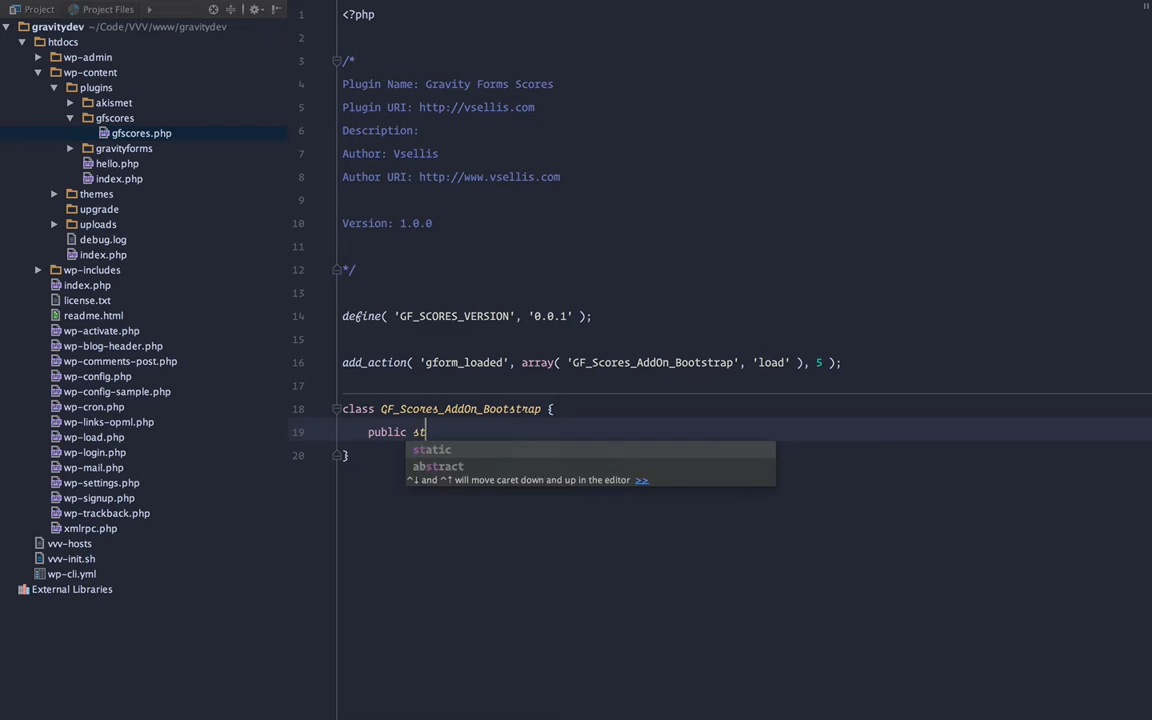 Project
Project Files
gravitydev ~/Code/VVV/www/gravitydev
htdocs
wp-admin
wp-content
plugins
akismet
gfscores
gfscores.php
gravityforms
hello.php
index.php
themes
upgrade
uploads
debug.log
index.php
wp-includes
index.php
license.txt
readme.html
wp-activate.php
wp-blog-header.php
wp-comments-post.php
wp-config.php
wp-config-sample.php
wp-cron.php
wp-links-opml.php
wp-load.php
wp-login.php
wp-mail.php
wp-settings.php
wp-signup.php
wp-trackback.php
xmlrpc.php
vvv-hosts
vvv-init.sh
wp-cli.yml
External Libraries
1 <?php
2
3 /*
4 Plugin Name: Gravity Forms Scores
5 Plugin URI: http://vsellis.com
6 Description:
7 Author: Vsellis
8 Author URI: http://www.vsellis.com
9
10 Version: 1.0.0
11
12 */
13
14 define( 'GF_SCORES_VERSION', '0.0.1' );
15
16 add_action( 'gform_loaded', array( 'GF_Scores_AddOn_Bootstrap', 'load' ), 5 );
17
18 class GF_Scores_AddOn_Bootstrap {
19 public st
static
abstract
^↓ and ^↑ will move caret down and up in the editor >>
20 }